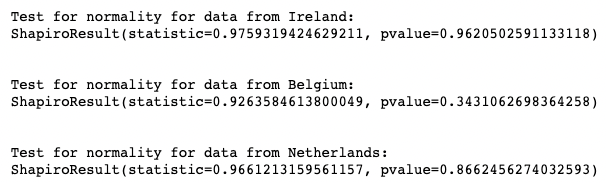 Test for normality for data from Ireland:
ShapiroResult(statistic=0.9759319424629211, pvalue=0.9620502591133118)
Test for normality for data from Belgium:
ShapiroResult(statistic=0.9263584613800049, pvalue=0.3431062698364258)
Test for normality for data from Netherlands:
ShapiroResult(statistic=0.9661213159561157, pvalue=0.8662456274032593)